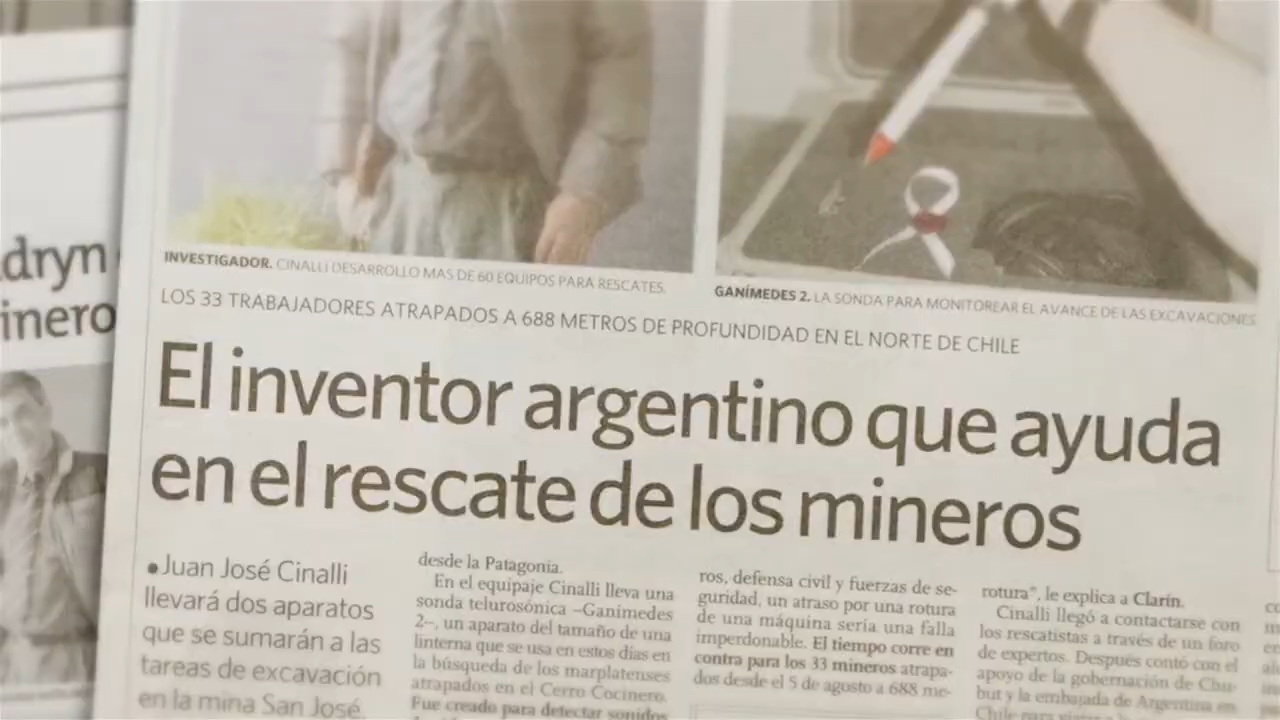 dryn
inero
INVESTIGADOR. CINALLI DESARROLLO MAS DE 60 EQUIPOS PARA RESCATES.
GANÍMEDES 2. LA SONDA PARA MONITOREAR EL AVANCE DE LAS EXCAVACIONES
LOS 33 TRABAJADORES ATRAPADOS A 688 METROS DE PROFUNDIDAD EN EL NORTE DE CHILE
El inventor argentino que ayuda
en el rescate de los mineros
•Juan José Cinalli
llevará dos aparatos
que se sumarán a las
tareas de excavación
en la mina San José.
desde la Patagonia.
En el equipaje Cinalli lleva una
sonda telurosónica –Ganimedes
2–, un aparato del tamaño de una
linterna que se usa en estos días en
la búsqueda de los marplatenses
atrapados en el Cerro Cocinero.
Fue creado para detectar sonidos
ros, defensa civil y fuerzas de se-
guridad, un atraso por una rotura
de una máquina sería una falla
imperdonable. El tiempo corre en
contra para los 33 mineros atrapa-
dos desde el 5 de agosto a 688 me-
rotura", le explica a Clarín.
Cinalli llegó a contactarse con
los rescatistas a través de un foro
de expertos. Después contó con el
apoyo de la gobernación de Chu-
but y la embajada de Argentina en
Chile para